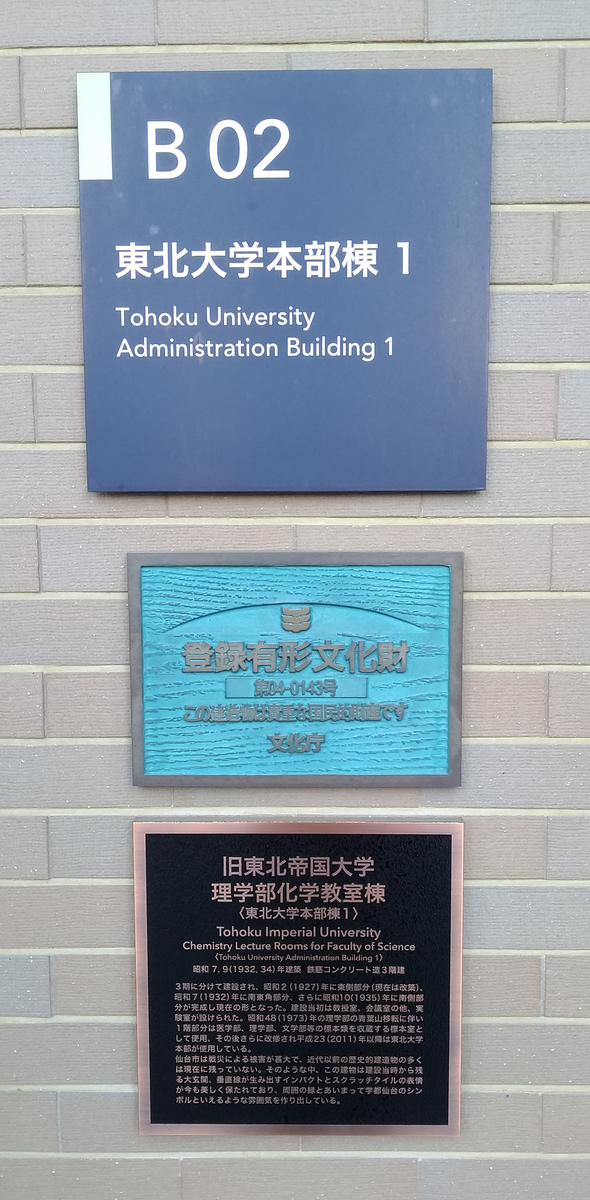 B 02
東北大学本部棟 1
Tohoku University
Administration Building 1
登録有形文化財
第04-0143号
この建造物は貴重な国民的財産です
文化庁
旧東北帝国大学
理学部化学教室棟
〈東北大学本部棟1〉
Tohoku Imperial University
Chemistry Lecture Rooms for Faculty of Science
〈Tohoku University Administration Building 1〉
昭和 7, 9(1932, 34)年建築 鉄筋コンクリート造3階建
3期に分けて建設され、昭和2(1927)年に東側部分(現在は改築)、
昭和7(1932)年に南東角部分、さらに昭和10(1935)年に南側部
分が完成し現在の形となった。建設当初は教授室、会議室の他、実
験室が設けられた。昭和48(1973)年の理学部の青葉山移転に伴い
1階部分は医学部、理学部、文学部等の標本類を収蔵する標本室と
して使用、その後さらに改修され平成23(2011)年以降は東北大学
本部が使用している。
仙台市は戦災による被害が甚大で、近代以前の歴史的建造物の多く
は現在に残っていない。そのような中、この建物は建設当時から残
る大玄関、垂直線が生み出すインパクトとスクラッチタイルの表情
が今も美しく保たれており、周囲の緑とあいまって学都仙台のシン
ボルといえるような雰囲気を作り出している。